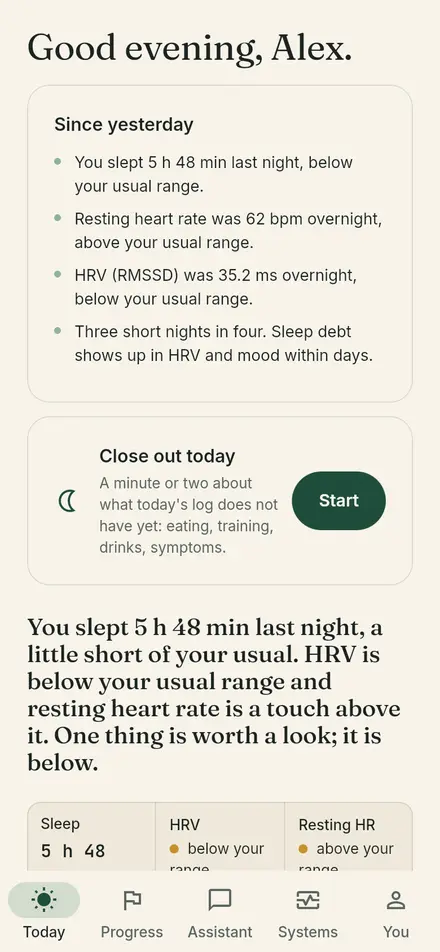 Good evening, Alex.
Since yesterday
You slept 5 h 48 min last night, below
your usual range.
Resting heart rate was 62 bpm overnight,
above your usual range.
HRV (RMSSD) was 35.2 ms overnight,
below your usual range.
Three short nights in four. Sleep debt
shows up in HRV and mood within days.
Close out today
A minute or two about
what today's log does not
have yet: eating, training,
drinks, symptoms.
Start
You slept 5 h 48 min last night, a
little short of your usual. HRV is
below your usual range and
resting heart rate is a touch above
it. One thing is worth a look; it is
below.
Sleep
5 h 48
HRV
below your
range
Resting HR
above your
range
Today
Progress
Assistant
Systems
You